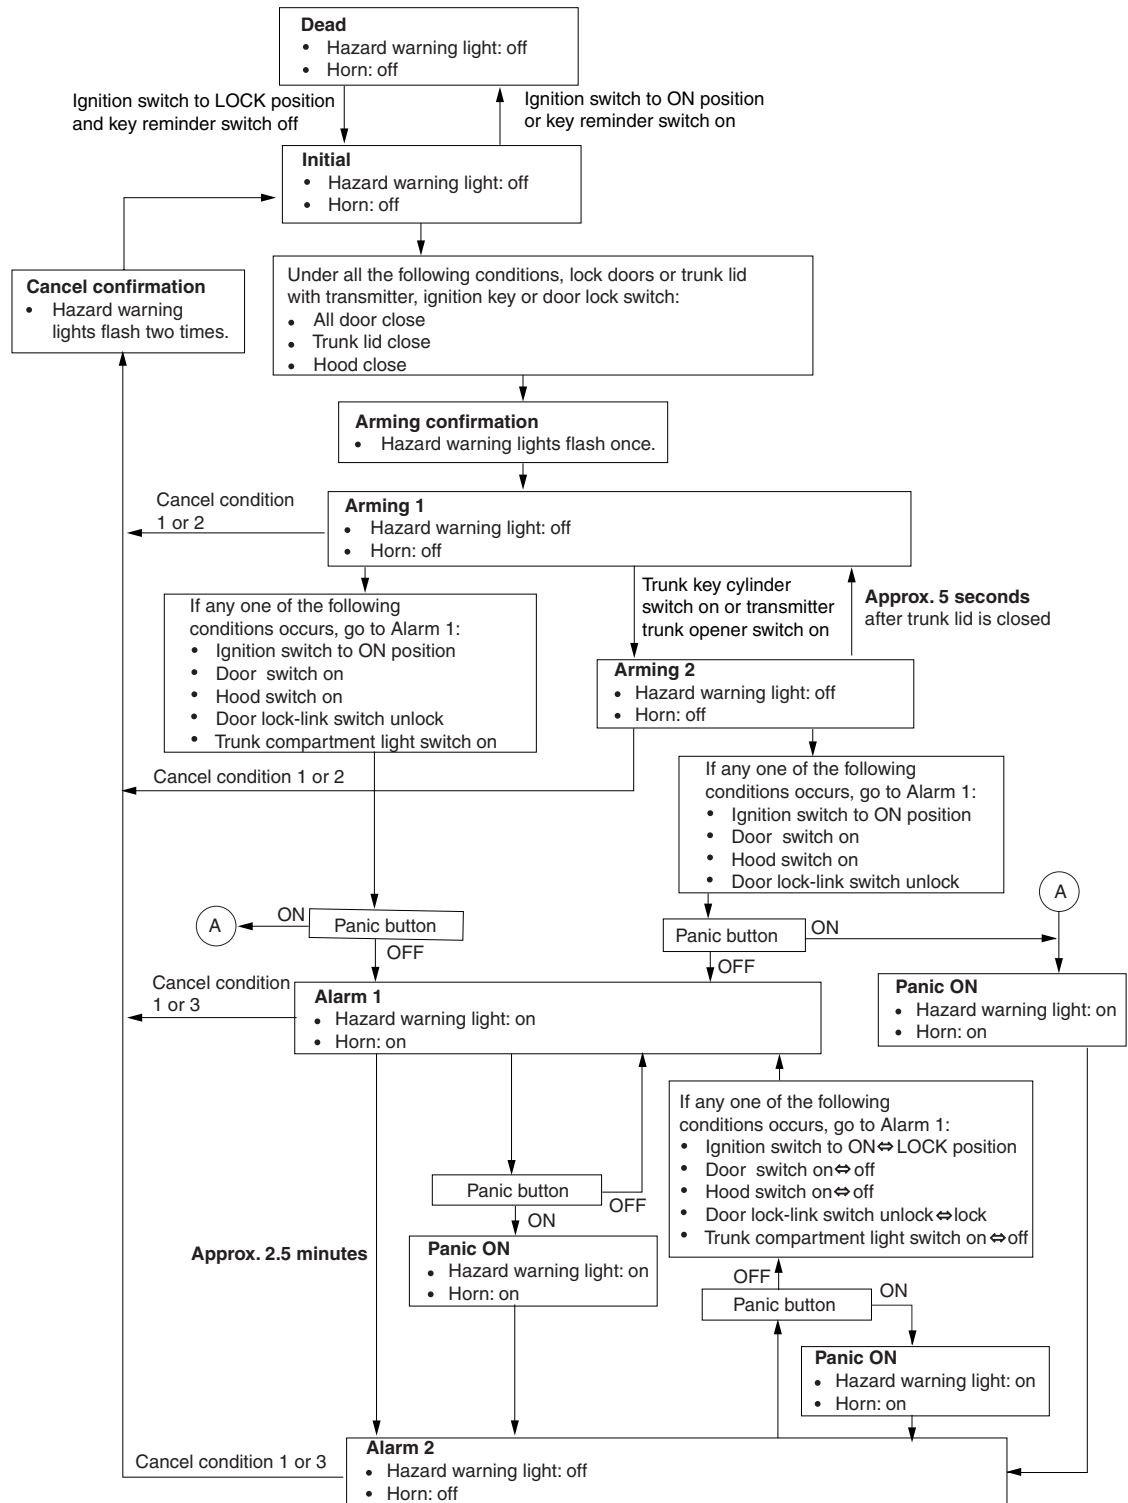 Dead
• Hazard warning light: off
• Horn: off
Ignition switch to LOCK position
and key reminder switch off
Ignition switch to ON position
or key reminder switch on
Initial
• Hazard warning light: off
• Horn: off
Cancel confirmation
• Hazard warning
lights flash two times.
Under all the following conditions, lock doors or trunk lid
with transmitter, ignition key or door lock switch:
• All door close
• Trunk lid close
• Hood close
Arming confirmation
• Hazard warning lights flash once.
Cancel condition
1 or 2
Arming 1
• Hazard warning light: off
• Horn: off
If any one of the following
conditions occurs, go to Alarm 1:
• Ignition switch to ON position
• Door switch on
• Hood switch on
• Door lock-link switch unlock
• Trunk compartment light switch on
Trunk key cylinder
switch on or transmitter
trunk opener switch on
Approx. 5 seconds
after trunk lid is closed
Arming 2
• Hazard warning light: off
• Horn: off
Cancel condition 1 or 2
If any one of the following
conditions occurs, go to Alarm 1:
• Ignition switch to ON position
• Door switch on
• Hood switch on
• Door lock-link switch unlock
A
ON
Panic button
OFF
A
Panic button
ON
OFF
Cancel condition
1 or 3
Alarm 1
• Hazard warning light: on
• Horn: on
Panic ON
• Hazard warning light: on
• Horn: on
If any one of the following
conditions occurs, go to Alarm 1:
• Ignition switch to ON⇔LOCK position
• Door switch on⇔off
• Hood switch on⇔off
• Door lock-link switch unlock⇔lock
• Trunk compartment light switch on⇔off
Panic button
OFF
ON
Approx. 2.5 minutes
Panic ON
• Hazard warning light: on
• Horn: on
OFF
ON
Panic button
Panic ON
• Hazard warning light: on
• Horn: on
Cancel condition 1 or 3
Alarm 2
• Hazard warning light: off
• Horn: off